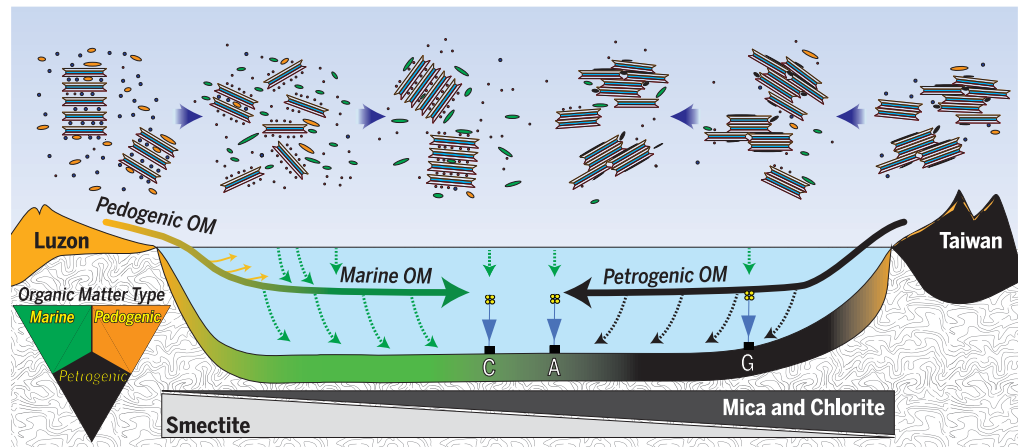 Pedogenic OM
Luzon
Taiwan
Marine OM
Petrogenic OM
Organic Matter Type
Marine
Pedogenic
Petrogenic
C
A
G
Mica and Chlorite
Smectite